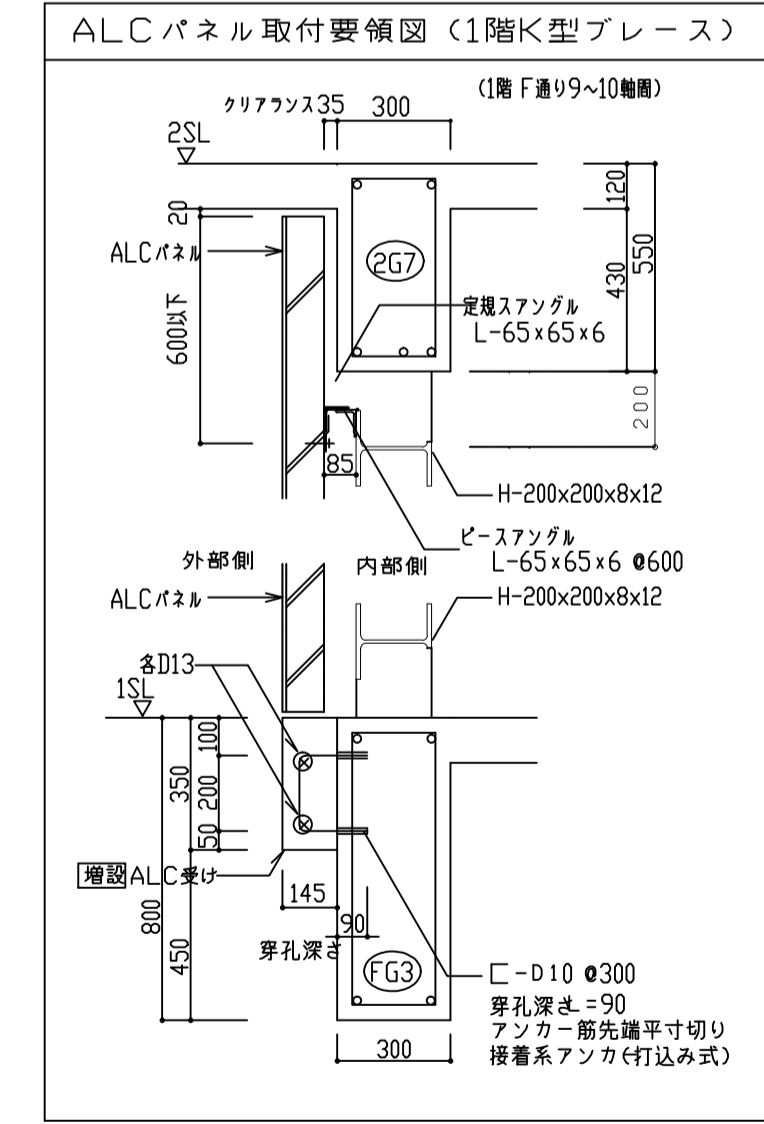 ALCパネル取付要領図(1階K型ブレース)
(1階 F通り9~10軸間)
クリアランス35
300
2SL
120
20
ALCパネル
2G7
550
430
定規スアングル
L-65×65×6
600以下
200
85
H-200x200x8x12
ピースアングル
L-65×65×6 @600
外部側
内部側
ALCパネル
H-200x200x8x12
各D13
1SL
100
350
200
50
増設ALC受け
145
800
90
450
穿孔深さ
FG3
匚-D10 @300
穿孔深さL=90
アンカー筋先端平寸切り
接着系アンカ(打込み式)
300